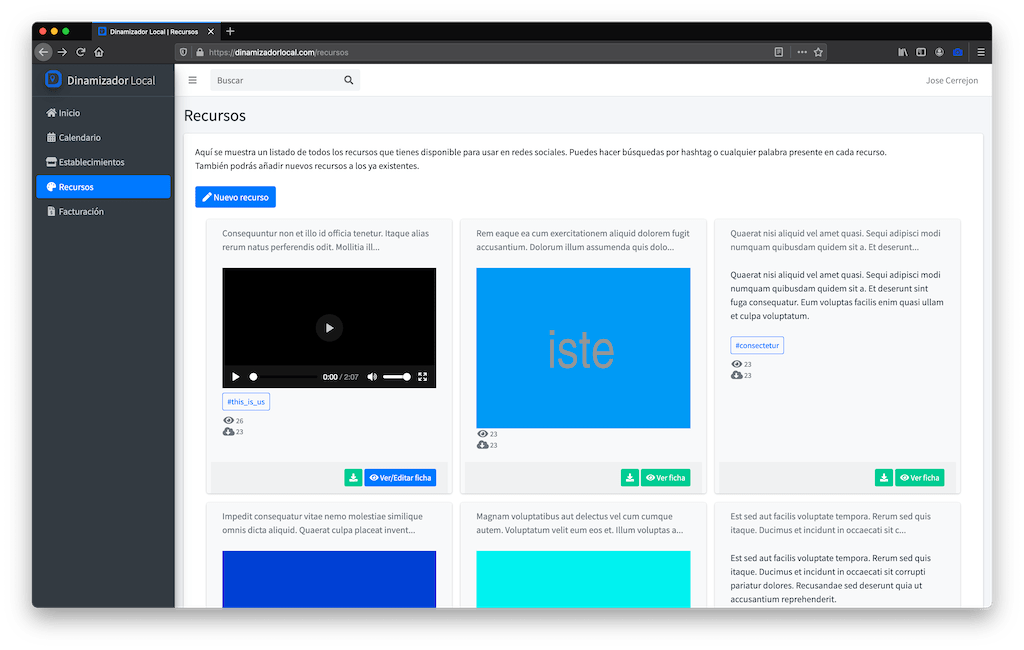 Dinamizador Local | Recursos
https://dinamizadorlocal.com/recursos
Dinamizador Local
Buscar
Jose Cerrejon
Inicio
Calendario
Establecimientos
Recursos
Facturación
Recursos
Aquí se muestra un listado de todos los recursos que tienes disponible para usar en redes sociales. Puedes hacer búsquedas por hashtag o cualquier palabra presente en cada recurso.
También podrás añadir nuevos recursos a los ya existentes.
Nuevo recurso
Consequuntur non et illo id officia tenetur. Itaque alias
rerum natus perferendis odit. Mollitia ill...
0:00 / 2:07
#this_is_us
26
23
Ver/Editar ficha
Rem eaque ea cum exercitationem aliquid dolorem fugit
accusantium. Dolorum illum assumenda quis dolo...
iste
23
23
Ver ficha
Quaerat nisi aliquid vel amet quasi. Sequi adipisci modi
numquam quibusdam quidem sit a. Et deserunt...
Quaerat nisi aliquid vel amet quasi. Sequi adipisci modi
numquam quibusdam quidem sit a. Et deserunt sint
fuga consequatur. Eum voluptas facilis enim quasi ullam
et culpa voluptatum.
#consectetur
23
23
Ver ficha
Impedit consequatur vitae nemo molestiae similique
omnis dicta aliquid. Quaerat culpa placeat invent...
Magnam voluptatibus aut delectus vel cum cumque
autem. Voluptatum velit eum eos et. Illum voluptas a...
Est sed aut facilis voluptate tempora. Rerum sed quis
itaque. Ducimus et incidunt in occaecati sit c...
Est sed aut facilis voluptate tempora. Rerum sed quis
itaque. Ducimus et incidunt in occaecati sit corrupti
pariatur dolores. Recusandae sed deserunt quia ut
accusantium reprehenderit.